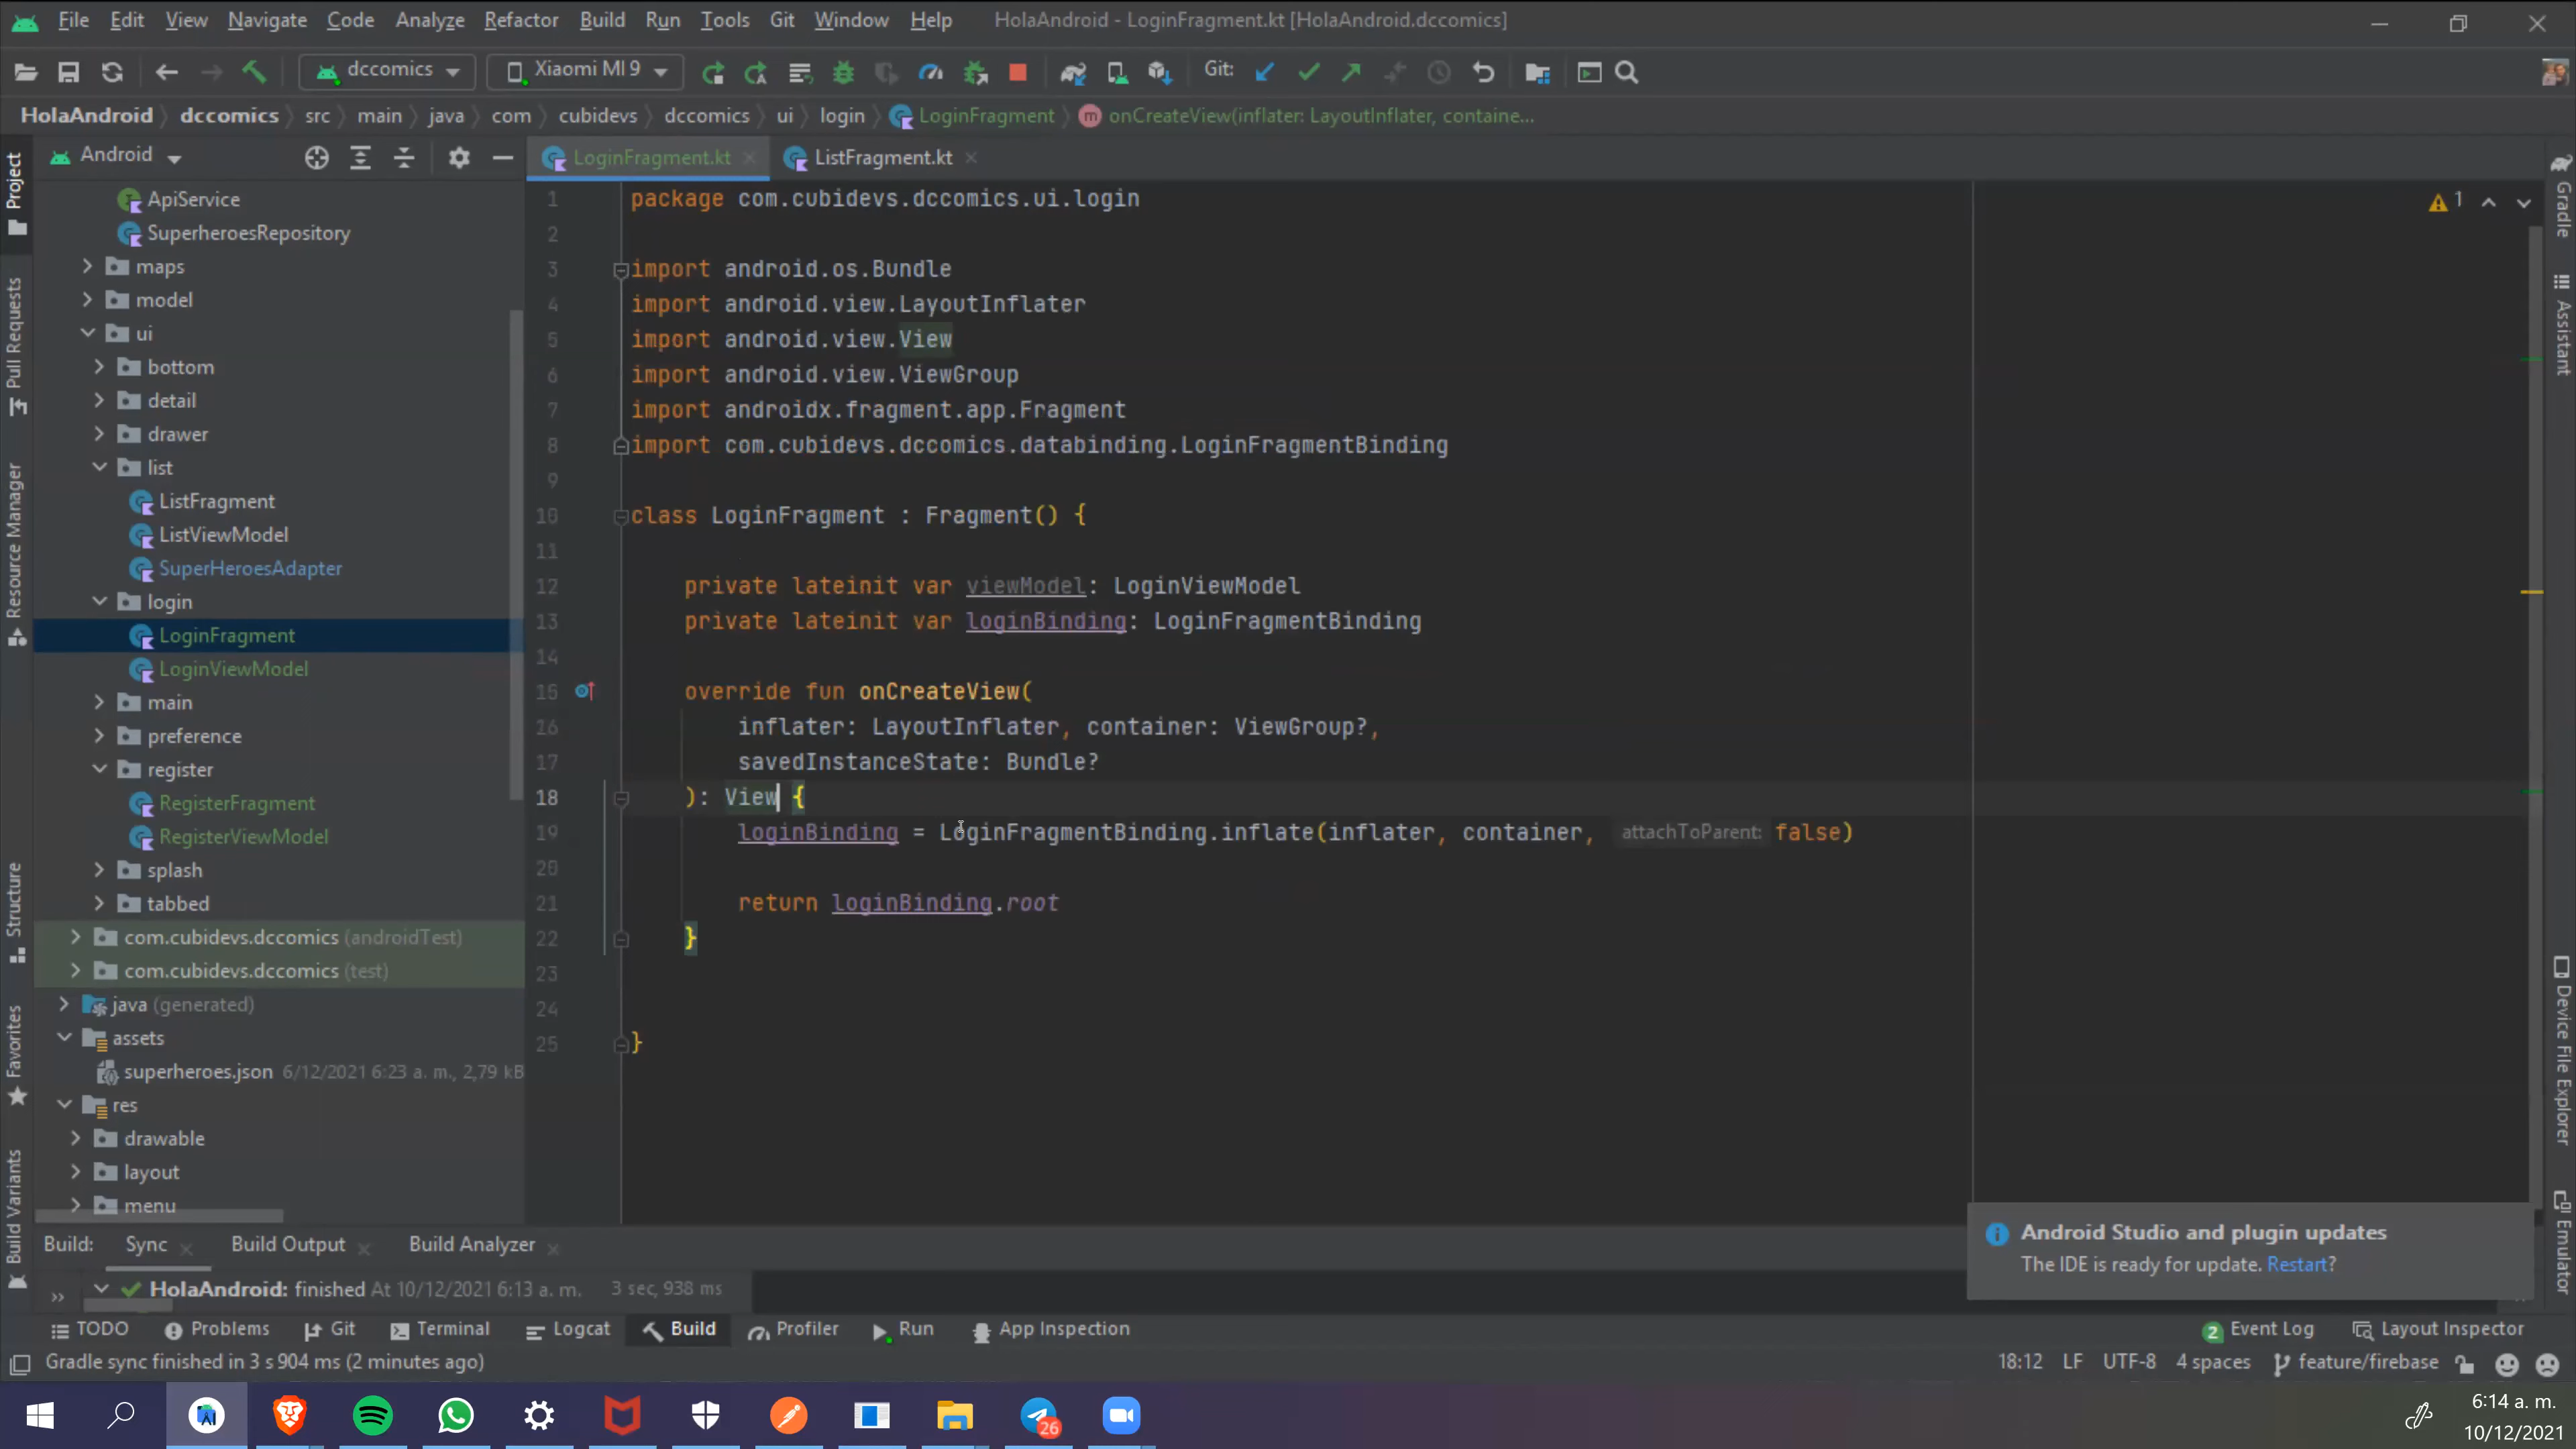 File Edit View Navigate Code Analyze Refactor Build Run Tools Git Window Help HolaAndroid - LoginFragment.kt [HolaAndroid.dccomics]
dccomics Xiaomi MI 9 Git:
HolaAndroid dccomics src main java com cubidevs dccomics ui login LoginFragment onCreateView(inflater: LayoutInflater, containe...
Android LoginFragment.kt ListFragment.kt
Project
Pull Requests
Resource Manager
Structure
Favorites
Build Variants
ApiService
SuperheroesRepository
maps
model
ui
bottom
detail
drawer
list
ListFragment
ListViewModel
SuperHeroesAdapter
login
LoginFragment
LoginViewModel
main
preference
register
RegisterFragment
RegisterViewModel
splash
tabbed
com.cubidevs.dccomics (androidTest)
com.cubidevs.dccomics (test)
java (generated)
assets
superheroes.json 6/12/2021 6:23 a. m., 2,79 kB
res
drawable
layout
menu
1 package com.cubidevs.dccomics.ui.login
2
3 import android.os.Bundle
4 import android.view.LayoutInflater
5 import android.view.View
6 import android.view.ViewGroup
7 import androidx.fragment.app.Fragment
8 import com.cubidevs.dccomics.databinding.LoginFragmentBinding
9
10 class LoginFragment : Fragment() {
11
12 private lateinit var viewModel: LoginViewModel
13 private lateinit var loginBinding: LoginFragmentBinding
14
15 override fun onCreateView(
16 inflater: LayoutInflater, container: ViewGroup?,
17 savedInstanceState: Bundle?
18 ): View {
19 loginBinding = LoginFragmentBinding.inflate(inflater, container, attachToParent: false)
20
21 return loginBinding.root
22 }
23
24
25 }
1
Gradle
Assistant
Device File Explorer
Emulator
Android Studio and plugin updates
The IDE is ready for update. Restart?
Build: Sync Build Output Build Analyzer
HolaAndroid: finished At 10/12/2021 6:13 a. m. 3 sec, 938 ms
TODO Problems Git Terminal Logcat Build Profiler Run App Inspection 2 Event Log Layout Inspector
Gradle sync finished in 3 s 904 ms (2 minutes ago) 18:12 LF UTF-8 4 spaces feature/firebase
26
6:14 a. m.
10/12/2021